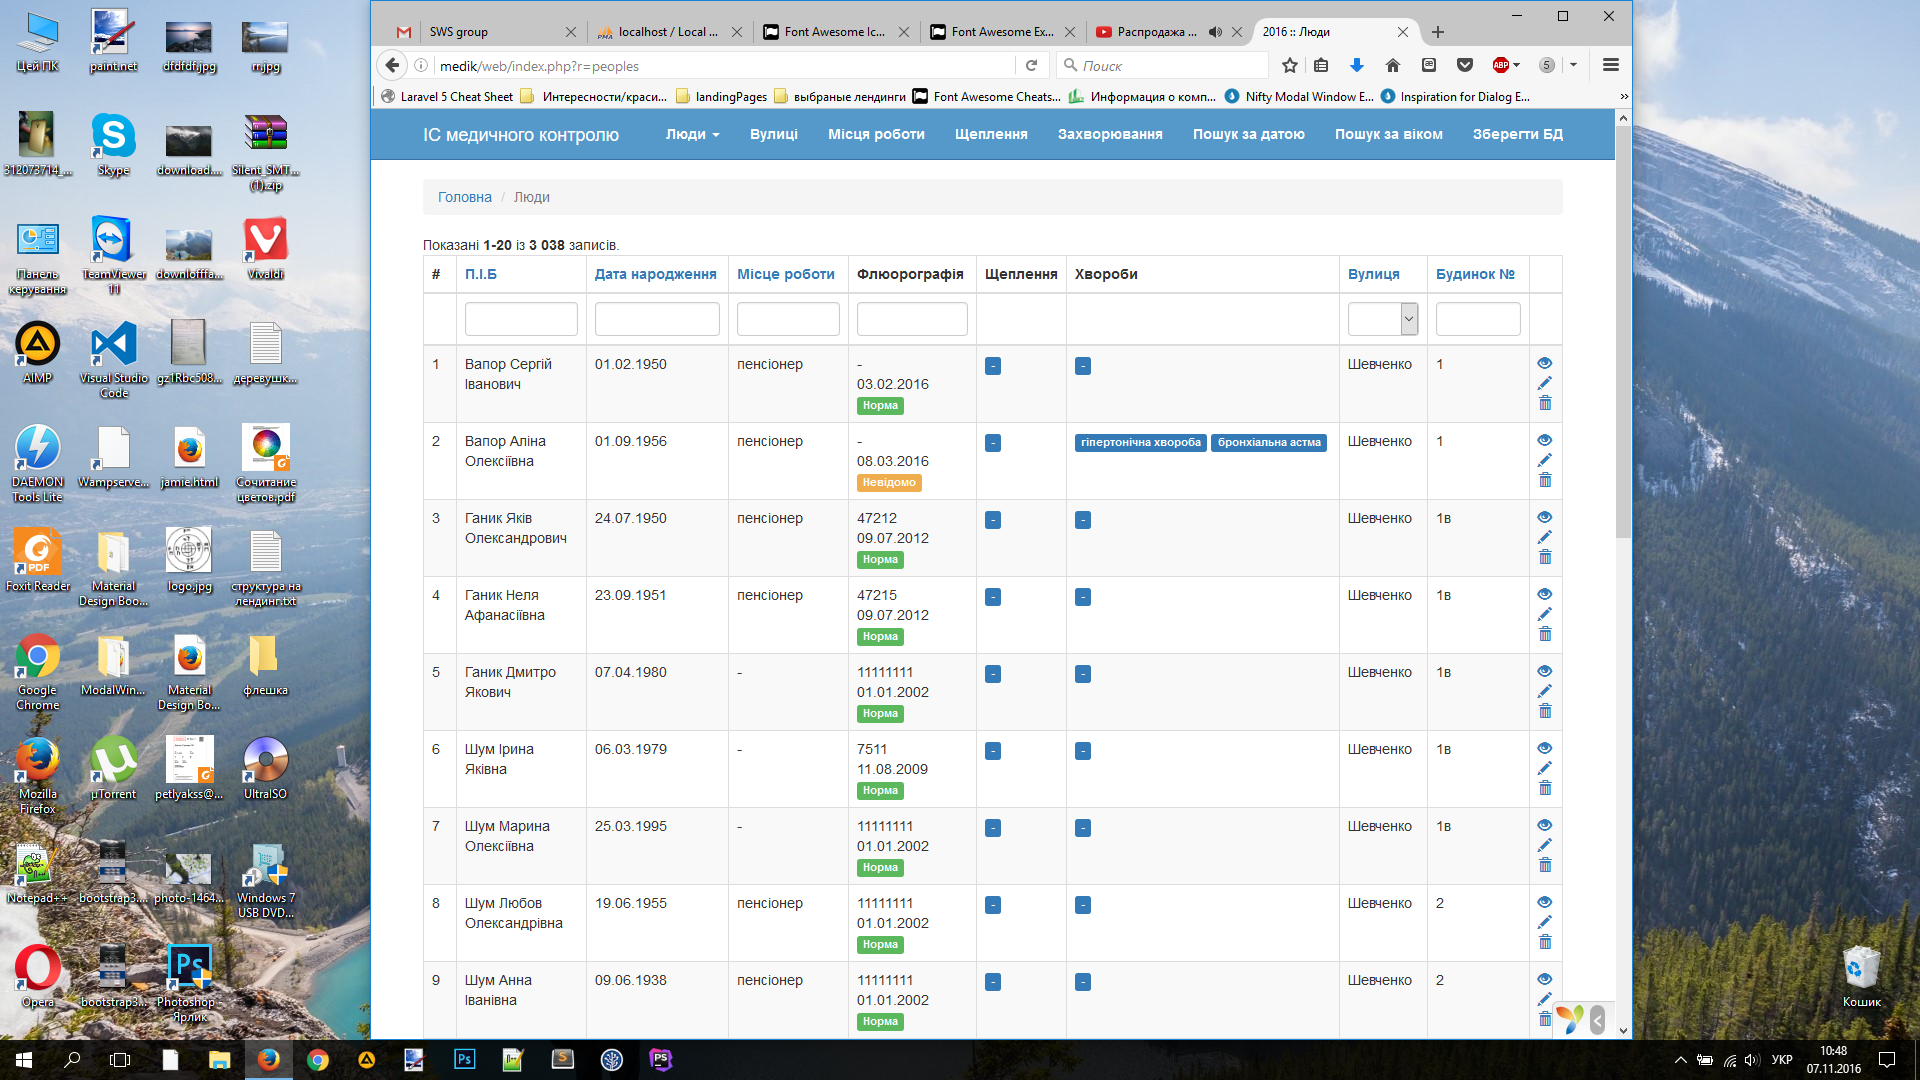 SWS group
localhost / Local ...
Font Awesome Ic...
Font Awesome Ex...
Распродажа ...
2016 :: Люди
medik/web/index.php?r=peoples
Поиск
ABP
5
Laravel 5 Cheat Sheet
Интересности/краси...
landingPages
выбраные лендинги
Font Awesome Cheats...
Информация о комп...
Nifty Modal Window E...
Inspiration for Dialog E...
ІС медичного контролю
Люди
Вулиці
Місця роботи
Щеплення
Захворювання
Пошук за датою
Пошук за віком
Зберегти БД
Головна / Люди
Показані 1-20 із 3 038 записів.
# П.І.Б Дата народження Місце роботи Флюорографія Щеплення Хвороби Вулиця Будинок №
1 Вапор Сергій 01.02.1950 пенсіонер - - - Шевченко 1
Іванович 03.02.2016
Норма
2 Вапор Аліна 01.09.1956 пенсіонер - - гіпертонічна хвороба бронхіальна астма Шевченко 1
Олексіївна 08.03.2016
Невідомо
3 Ганик Яків 24.07.1950 пенсіонер 47212 - - Шевченко 1в
Олександрович 09.07.2012
Норма
4 Ганик Неля 23.09.1951 пенсіонер 47215 - - Шевченко 1в
Афанасіївна 09.07.2012
Норма
5 Ганик Дмитро 07.04.1980 - 11111111 - - Шевченко 1в
Якович 01.01.2002
Норма
6 Шум Ірина 06.03.1979 - 7511 - - Шевченко 1в
Яківна 11.08.2009
Норма
7 Шум Марина 25.03.1995 - 11111111 - - Шевченко 1в
Олексіївна 01.01.2002
Норма
8 Шум Любов 19.06.1955 пенсіонер 11111111 - - Шевченко 2
Олександрівна 01.01.2002
Норма
9 Шум Анна 09.06.1938 пенсіонер 11111111 - - Шевченко 2
Іванівна 01.01.2002
Норма
Цей ПК
paint.net
dfdfdf.jpg
rr.jpg
312073714_...
Skype
download....
Silent_SMT...
(1).zip
Панель
керування
TeamViewer
11
downlofffa...
Vivaldi
AIMP
Visual Studio
Code
gz1Rbc508...
деревушк...
DAEMON
Tools Lite
Wampserve...
jamie.html
Сочитание
цветов.pdf
PDF
Foxit Reader
Material
Design Boo...
logo.jpg
структура на
лендинг.txt
Google
Chrome
ModalWin...
Material
Design Bo...
флешка
Mozilla
Firefox
µTorrent
petlyakss@...
UltraISO
Notepad++
bootstrap3....
photo-1464...
Windows 7
USB DVD...
Opera
bootstrap3...
Ps
Photoshop -
Ярлик
Кошик
Ps
PS
УКР
10:48
07.11.2016